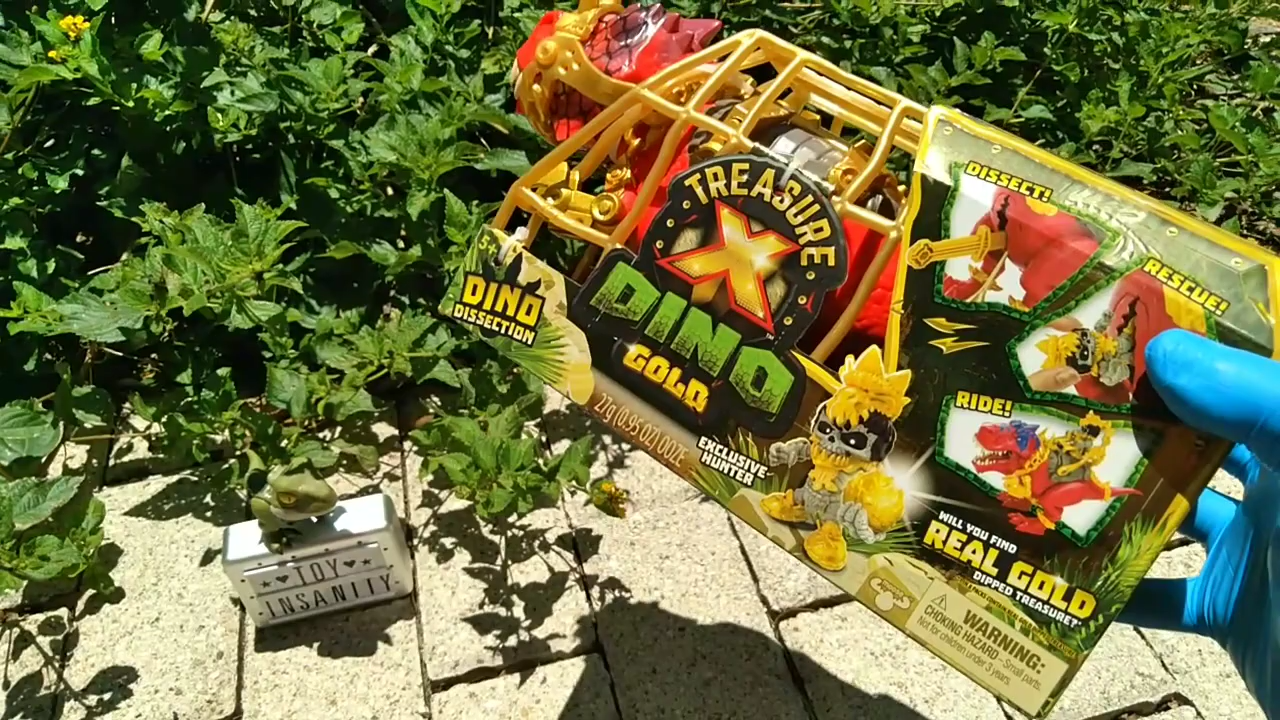 TREASURE
X
DINO
GOLD
5+
DINO
DISSECTION
27g (0.95 OZ) OOZE
EXCLUSIVE
HUNTER
DISSECT!
RESCUE!
RIDE!
WILL YOU FIND
REAL GOLD
DIPPED TREASURE?*
WARNING:
CHOKING HAZARD – Small parts.
Not for children under 3 years.
TOY
INSANITY